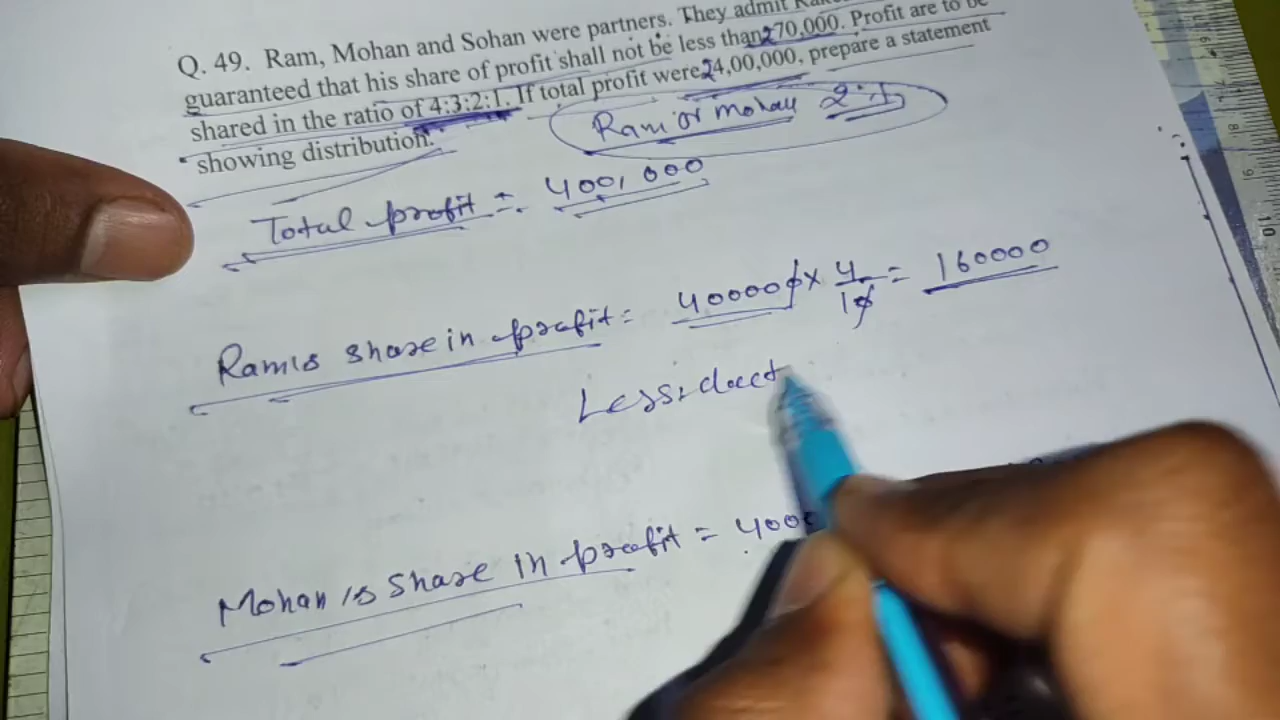 Q. 49. Ram, Mohan and Sohan were partners. They admit
guaranteed that his share of profit shall not be less than ₹70,000. Profit are to be
shared in the ratio of 4:3:2:1. If total profit were ₹4,00,000, prepare a statement
showing distribution.
Ram or Mohan 2:1
Total profit = 400,000
Ram's share in profit = 400000 x 4/10 = 160000
Less:
Mohan's Share in profit = 400